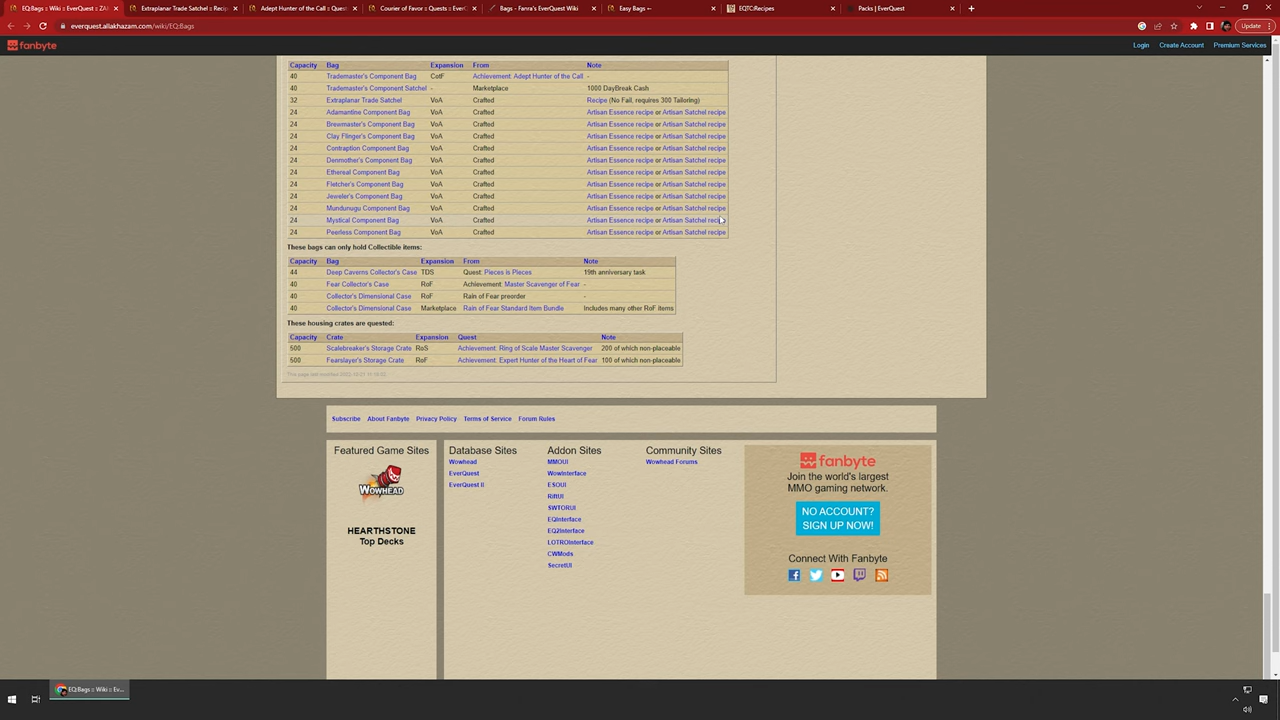 EQ:Bags :: Wiki :: EverQuest :: ZA
Extraplanar Trade Satchel :: Recip
Adept Hunter of the Call :: Quest
Courier of Favor :: Quests :: Ever
Bags - Fanra's EverQuest Wiki
Easy Bags
EQTC:Recipes
Packs | EverQuest
everquest.allakhazam.com/wiki/EQ:Bags
Update
fanbyte
Login Create Account Premium Services
Capacity Bag Expansion From Note
40 Trademaster's Component Bag CotF Achievement: Adept Hunter of the Call -
40 Trademaster's Component Satchel - Marketplace 1000 DayBreak Cash
32 Extraplanar Trade Satchel VoA Crafted Recipe (No Fail, requires 300 Tailoring)
24 Adamantine Component Bag VoA Crafted Artisan Essence recipe or Artisan Satchel recipe
24 Brewmaster's Component Bag VoA Crafted Artisan Essence recipe or Artisan Satchel recipe
24 Clay Flinger's Component Bag VoA Crafted Artisan Essence recipe or Artisan Satchel recipe
24 Contraption Component Bag VoA Crafted Artisan Essence recipe or Artisan Satchel recipe
24 Denmother's Component Bag VoA Crafted Artisan Essence recipe or Artisan Satchel recipe
24 Ethereal Component Bag VoA Crafted Artisan Essence recipe or Artisan Satchel recipe
24 Fletcher's Component Bag VoA Crafted Artisan Essence recipe or Artisan Satchel recipe
24 Jeweler's Component Bag VoA Crafted Artisan Essence recipe or Artisan Satchel recipe
24 Mundunugu Component Bag VoA Crafted Artisan Essence recipe or Artisan Satchel recipe
24 Mystical Component Bag VoA Crafted Artisan Essence recipe or Artisan Satchel recipe
24 Peerless Component Bag VoA Crafted Artisan Essence recipe or Artisan Satchel recipe
These bags can only hold Collectible items:
Capacity Bag Expansion From Note
44 Deep Caverns Collector's Case TDS Quest: Pieces is Pieces 19th anniversary task
40 Fear Collector's Case RoF Achievement: Master Scavenger of Fear -
40 Collector's Dimensional Case RoF Rain of Fear preorder -
40 Collector's Dimensional Case Marketplace Rain of Fear Standard Item Bundle Includes many other RoF items
These housing crates are quested:
Capacity Crate Expansion Quest Note
500 Scalebreaker's Storage Crate RoS Achievement: Ring of Scale Master Scavenger 200 of which non-placeable
500 Fearslayer's Storage Crate RoF Achievement: Expert Hunter of the Heart of Fear 100 of which non-placeable
This page last modified
Subscribe About Fanbyte Privacy Policy Terms of Service Forum Rules
Featured Game Sites
WOWHEAD
HEARTHSTONE
Top Decks
Database Sites
Wowhead
EverQuest
EverQuest II
Addon Sites
MMOUI
WowInterface
ESOUI
RiftUI
SWTORUI
EQInterface
EQ2Interface
LOTROInterface
CWMods
SecretUI
Community Sites
Wowhead Forums
fanbyte
Join the world's largest
MMO gaming network.
NO ACCOUNT?
SIGN UP NOW!
Connect With Fanbyte
EQ:Bags :: Wiki :: Ev...